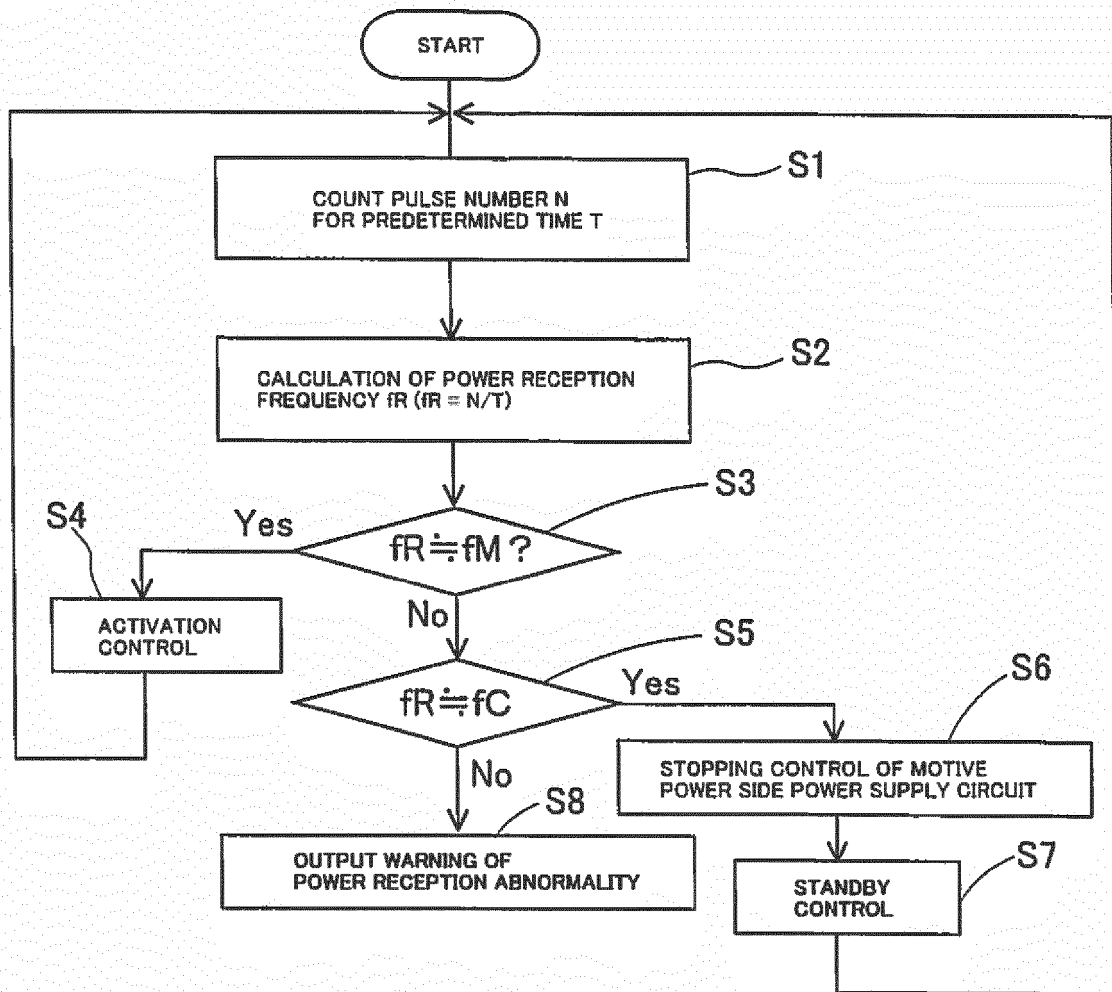 START
S1
COUNT PULSE NUMBER N
FOR PREDETERMINED TIME T
S2
CALCULATION OF POWER RECEPTION
FREQUENCY fR (fR = N/T)
S3
fR≒fM ?
Yes
S4
ACTIVATION
CONTROL
No
S5
fR≒fC
Yes
S6
STOPPING CONTROL OF MOTIVE
POWER SIDE POWER SUPPLY CIRCUIT
No
S8
OUTPUT WARNING OF
POWER RECEPTION ABNORMALITY
S7
STANDBY
CONTROL